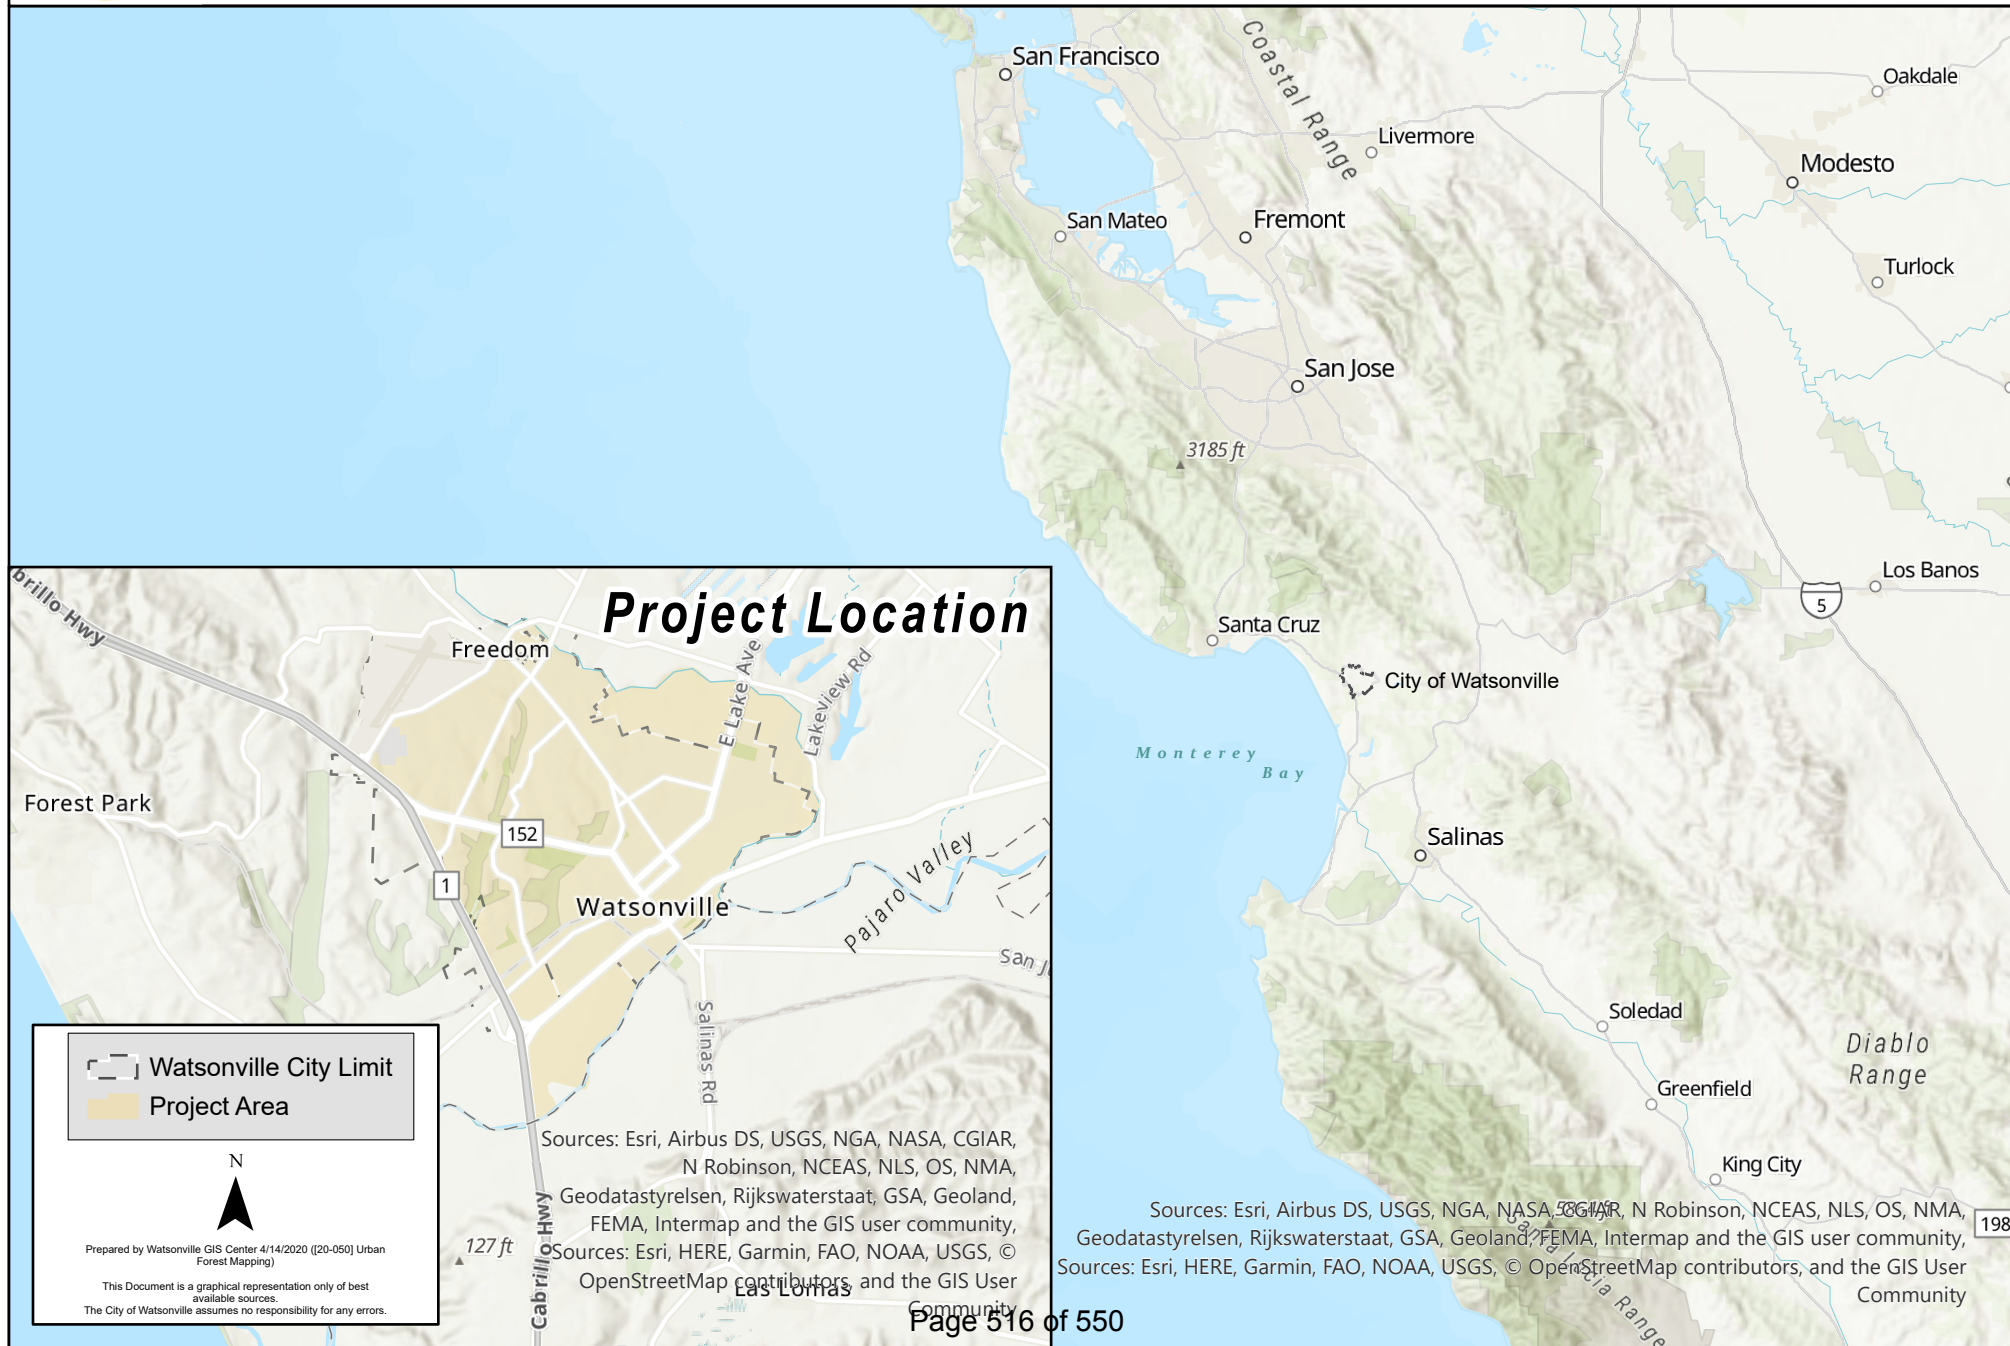 San Francisco
Coastal Range
Oakdale
Livermore
Modesto
San Mateo
Fremont
Turlock
San Jose
3185 ft
Los Banos
5
Santa Cruz
City of Watsonville
Monterey
Bay
Salinas
Soledad
Diablo
Range
Greenfield
King City
198
5864 ft
Santa Lucia Range
Sources: Esri, Airbus DS, USGS, NGA, NASA, CGIAR, N Robinson, NCEAS, NLS, OS, NMA,
Geodatastyrelsen, Rijkswaterstaat, GSA, Geoland, FEMA, Intermap and the GIS user community,
Sources: Esri, HERE, Garmin, FAO, NOAA, USGS, © OpenStreetMap contributors, and the GIS User
Community
Project Location
brillo Hwy
Freedom
E Lake Ave
Lakeview Rd
Forest Park
152
1
Watsonville
Pajaro Valley
San J
Salinas Rd
Cabrillo Hwy
127 ft
Las Lomas
Sources: Esri, Airbus DS, USGS, NGA, NASA, CGIAR,
N Robinson, NCEAS, NLS, OS, NMA,
Geodatastyrelsen, Rijkswaterstaat, GSA, Geoland,
FEMA, Intermap and the GIS user community,
Sources: Esri, HERE, Garmin, FAO, NOAA, USGS, ©
OpenStreetMap contributors, and the GIS User
Community
Watsonville City Limit
Project Area
N
Prepared by Watsonville GIS Center 4/14/2020 ([20-050] Urban
Forest Mapping)
This Document is a graphical representation only of best
available sources.
The City of Watsonville assumes no responsibility for any errors.
Page 516 of 550